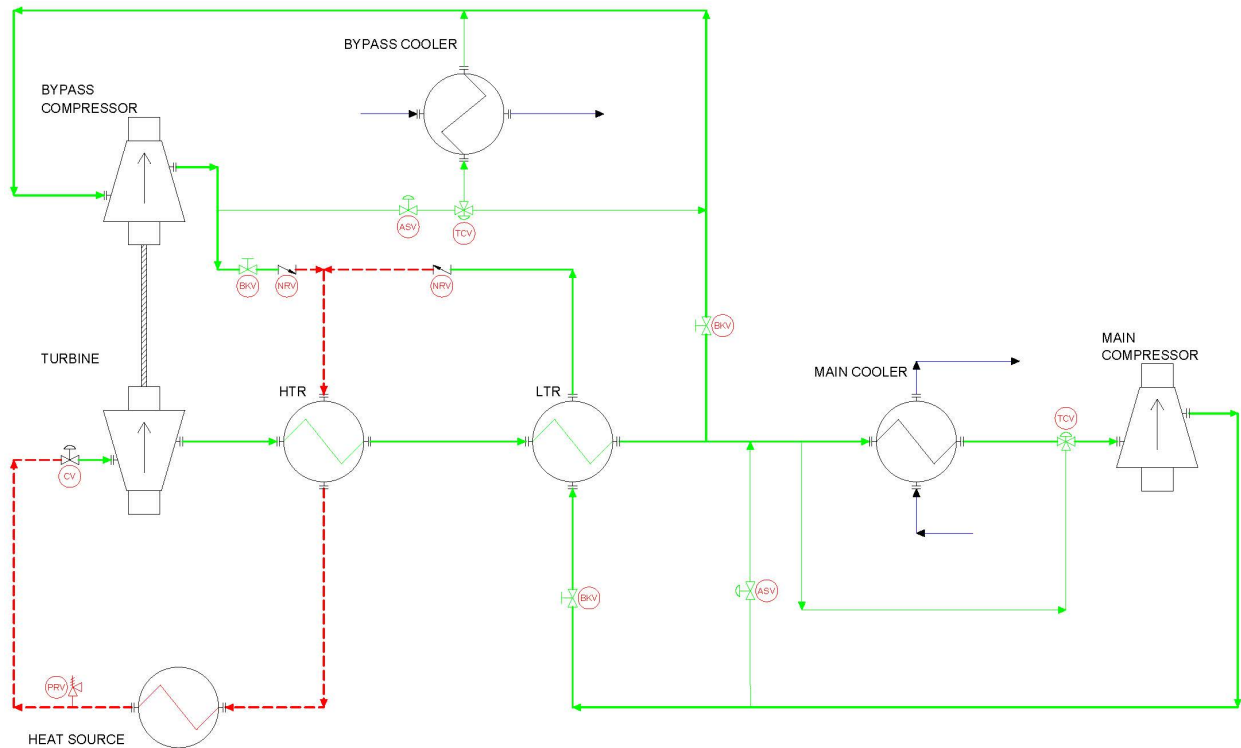 BYPASS COOLER
BYPASS
COMPRESSOR
ASV
TCV
BKV
NRV
NRV
BKV
TURBINE
HTR
LTR
MAIN COOLER
MAIN
COMPRESSOR
TCV
CV
BKV
ASV
PRV
HEAT SOURCE